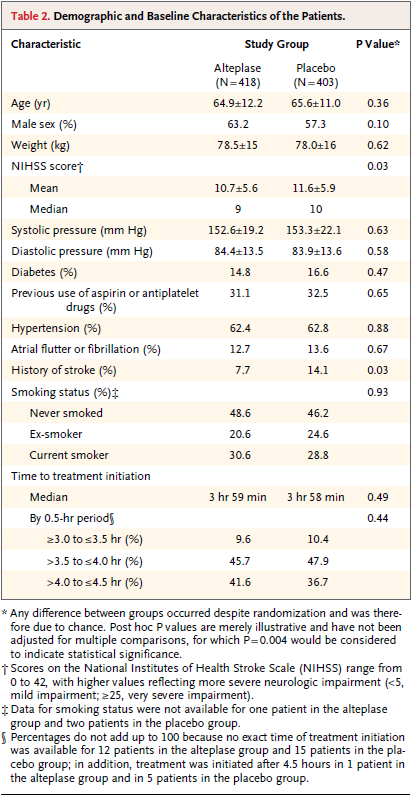 Table 2. Demographic and Baseline Characteristics of the Patients.
Characteristic Study Group P Value*
Alteplase (N=418) Placebo (N=403)
Age (yr) 64.9±12.2 65.6±11.0 0.36
Male sex (%) 63.2 57.3 0.10
Weight (kg) 78.5±15 78.0±16 0.62
NIHSS score† 0.03
Mean 10.7±5.6 11.6±5.9
Median 9 10
Systolic pressure (mm Hg) 152.6±19.2 153.3±22.1 0.63
Diastolic pressure (mm Hg) 84.4±13.5 83.9±13.6 0.58
Diabetes (%) 14.8 16.6 0.47
Previous use of aspirin or antiplatelet drugs (%) 31.1 32.5 0.65
Hypertension (%) 62.4 62.8 0.88
Atrial flutter or fibrillation (%) 12.7 13.6 0.67
History of stroke (%) 7.7 14.1 0.03
Smoking status (%)‡ 0.93
Never smoked 48.6 46.2
Ex-smoker 20.6 24.6
Current smoker 30.6 28.8
Time to treatment initiation
Median 3 hr 59 min 3 hr 58 min 0.49
By 0.5-hr period§ 0.44
≥3.0 to ≤3.5 hr (%) 9.6 10.4
>3.5 to ≤4.0 hr (%) 45.7 47.9
>4.0 to ≤4.5 hr (%) 41.6 36.7
* Any difference between groups occurred despite randomization and was there-
fore due to chance. Post hoc P values are merely illustrative and have not been
adjusted for multiple comparisons, for which P=0.004 would be considered
to indicate statistical significance.
† Scores on the National Institutes of Health Stroke Scale (NIHSS) range from
0 to 42, with higher values reflecting more severe neurologic impairment (<5,
mild impairment; ≥25, very severe impairment).
‡ Data for smoking status were not available for one patient in the alteplase
group and two patients in the placebo group.
§ Percentages do not add up to 100 because no exact time of treatment initiation
was available for 12 patients in the alteplase group and 15 patients in the pla-
cebo group; in addition, treatment was initiated after 4.5 hours in 1 patient in
the alteplase group and in 5 patients in the placebo group.